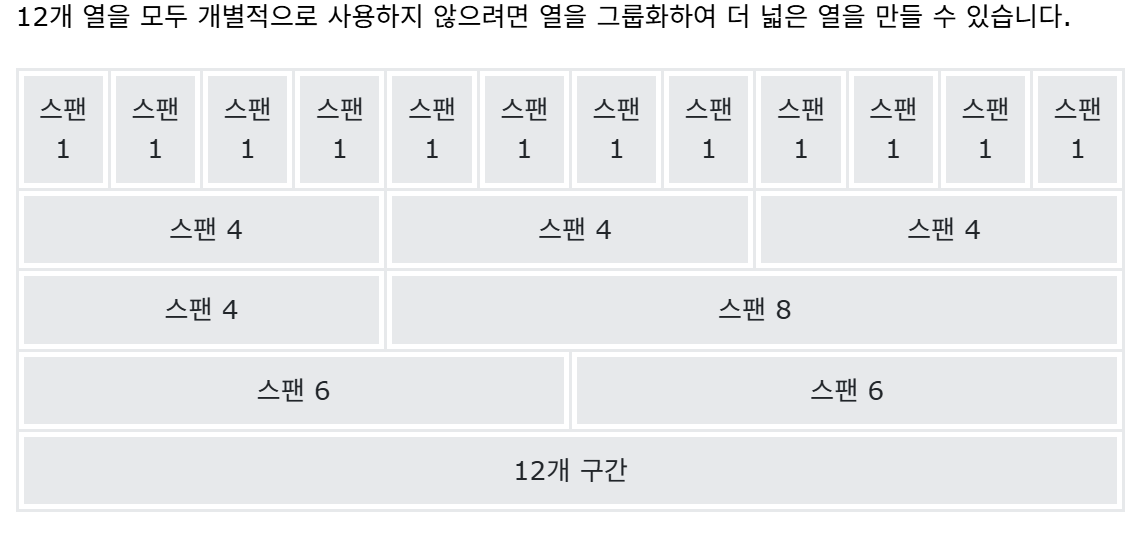 12개 열을 모두 개별적으로 사용하지 않으려면 열을 그룹화하여 더 넓은 열을 만들 수 있습니다.
스팬 스팬 스팬 스팬 스팬 스팬 스팬 스팬 스팬 스팬 스팬 스팬
1 1 1 1 1 1 1 1 1 1 1 1
스팬 4 스팬 4 스팬 4
스팬 4 스팬 8
스팬 6 스팬 6
12개 구간